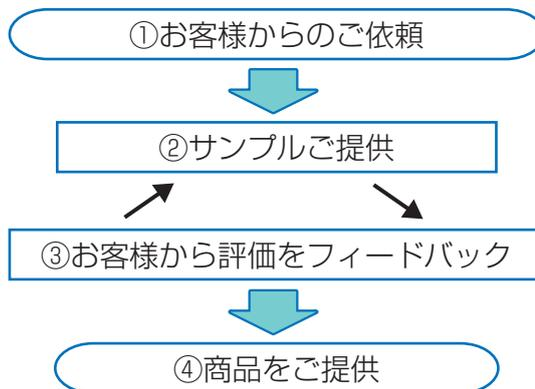 ①お客様からのご依頼
②サンプルご提供
③お客様から評価をフィードバック
④商品をご提供